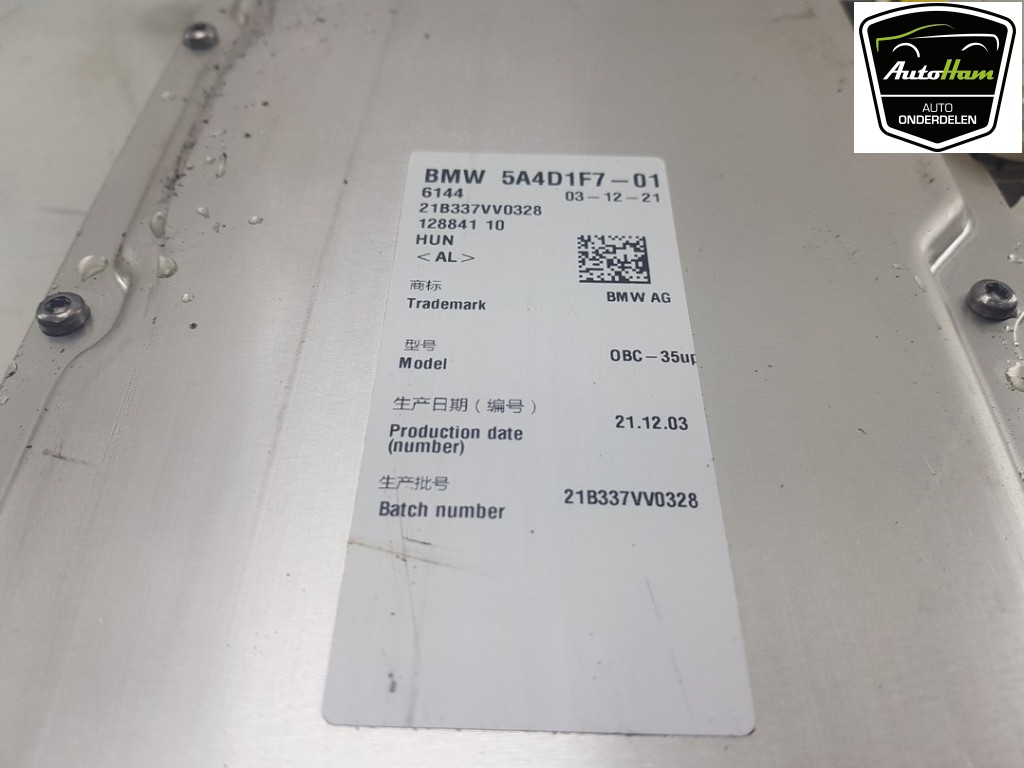 AutoHam
AUTO
ONDERDELEN
BMW 5A4D1F7-01
6144 03-12-21
21B337VV0328
128841 10
HUN
<AL>
BMW AG
商标
Trademark
型号
Model OBC-35up
生产日期(编号)
Production date 21.12.03
(number)
生产批号
Batch number 21B337VV0328